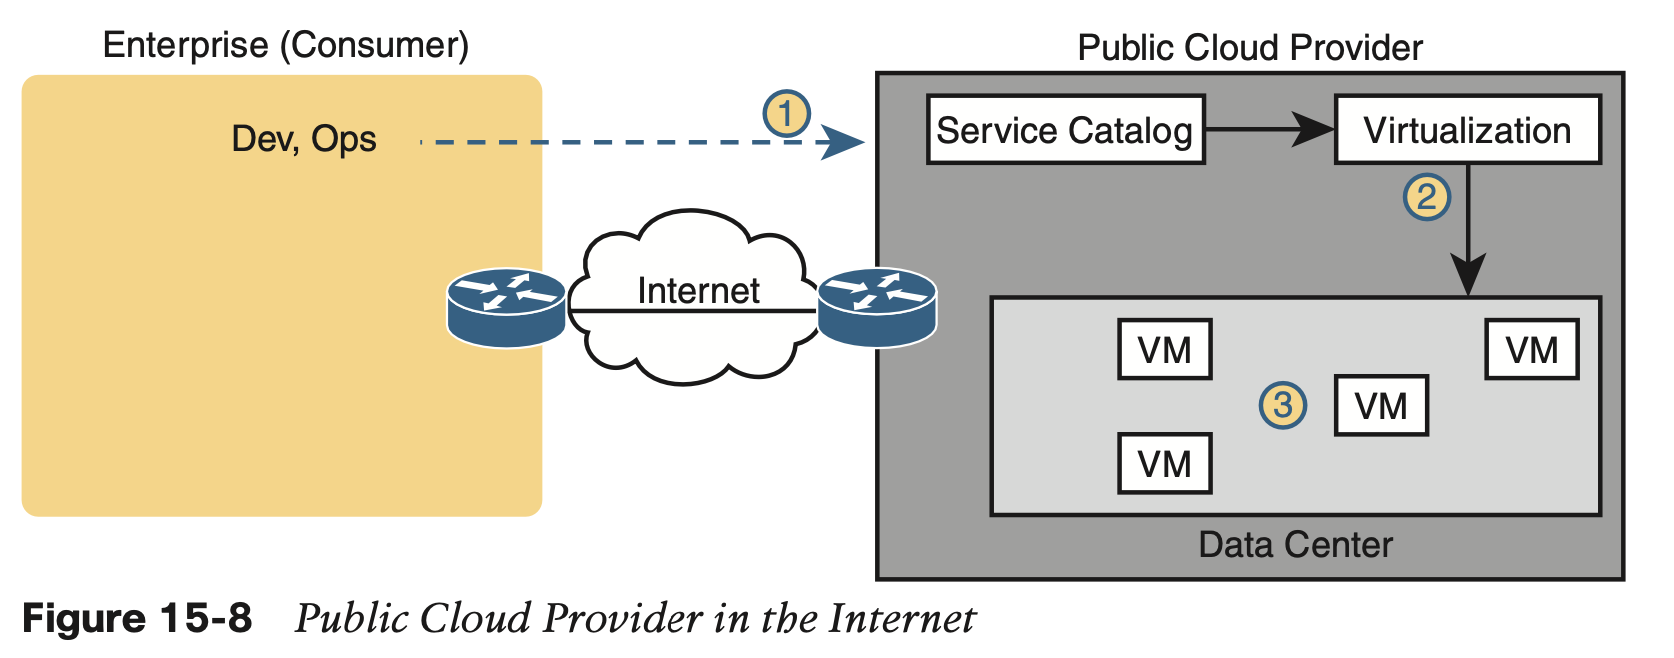 Enterprise (Consumer)
Public Cloud Provider
Dev, Ops
1
Service Catalog
Virtualization
2
Internet
VM
VM
3
VM
VM
Data Center
Figure 15-8 Public Cloud Provider in the Internet